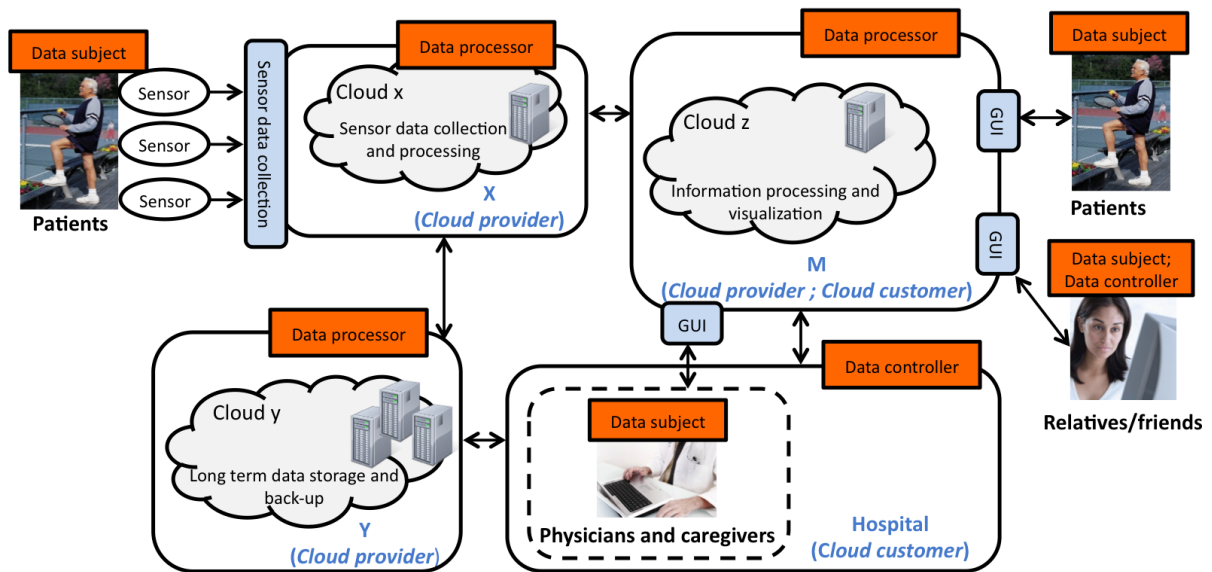 Data subject
Sensor
Sensor
Sensor
Patients
Sensor data collection
Data processor
Cloud x
Sensor data collection
and processing
X
(Cloud provider)
Data processor
Cloud z
Information processing and
visualization
M
(Cloud provider ; Cloud customer)
GUI
GUI
GUI
Data subject
Patients
Data subject;
Data controller
Relatives/friends
Data processor
Cloud y
Long term data storage and
back-up
Y
(Cloud provider)
Data controller
Data subject
Physicians and caregivers
Hospital
(Cloud customer)